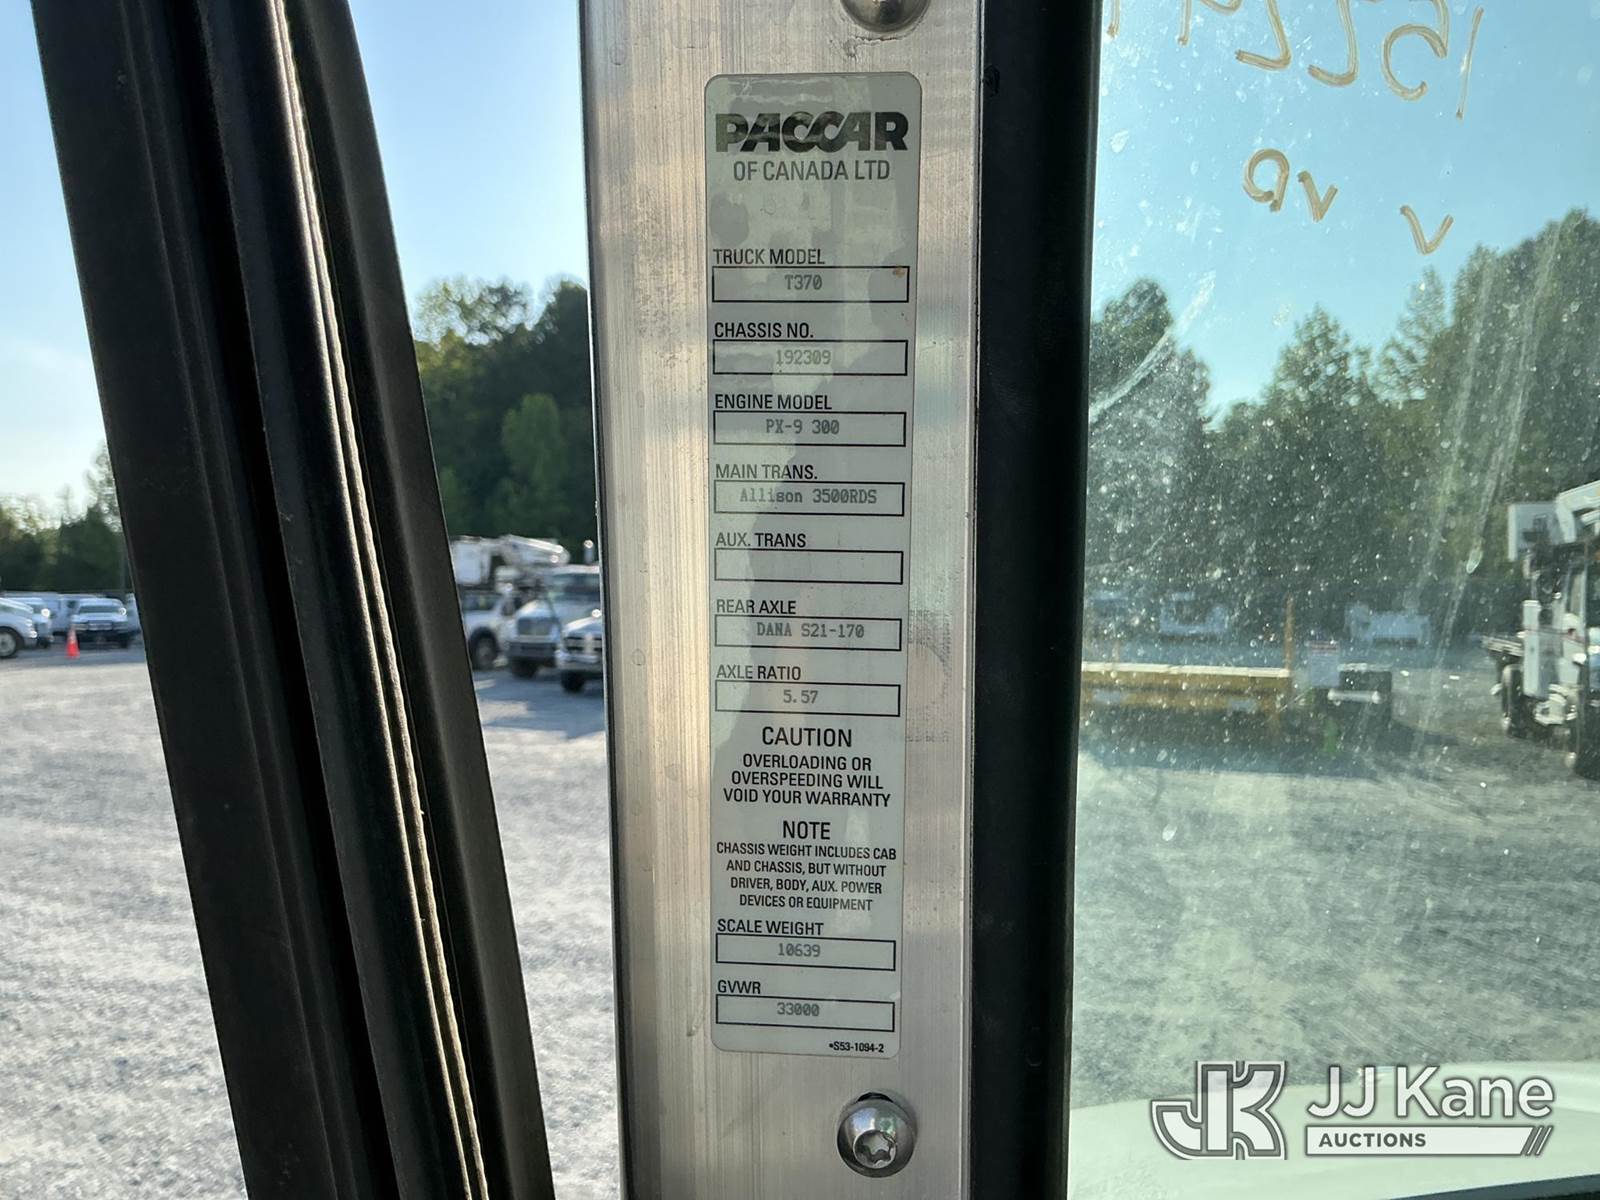 PACCAR
OF CANADA LTD
TRUCK MODEL
T370
CHASSIS NO.
192309
ENGINE MODEL
PX-9 300
MAIN TRANS.
Allison 3500RDS
AUX. TRANS
REAR AXLE
DANA S21-170
AXLE RATIO
5.57
CAUTION
OVERLOADING OR
OVERSPEEDING WILL
VOID YOUR WARRANTY
NOTE
CHASSIS WEIGHT INCLUDES CAB
AND CHASSIS, BUT WITHOUT
DRIVER, BODY, AUX. POWER
DEVICES OR EQUIPMENT
SCALE WEIGHT
10639
GVWR
33000
*S53-1094-2
JK JJ Kane
AUCTIONS